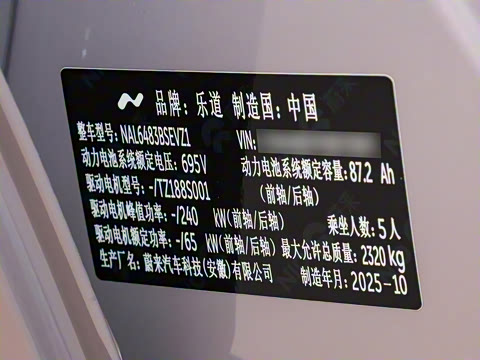 品牌: 乐道 制造国: 中国
整车型号: NAL6483BSEVZ1 VIN:
动力电池系统额定电压: 695V 动力电池系统额定容量: 87.2 Ah
驱动电机型号: -/TZ188S001 (前轴/后轴)
驱动电机峰值功率: -/240 kW(前轴/后轴) 乘坐人数: 5人
驱动电机额定功率: -/65 kW(前轴/后轴) 最大允许总质量: 2320kg
生产厂名: 蔚来汽车科技(安徽)有限公司 制造年月: 2025-10